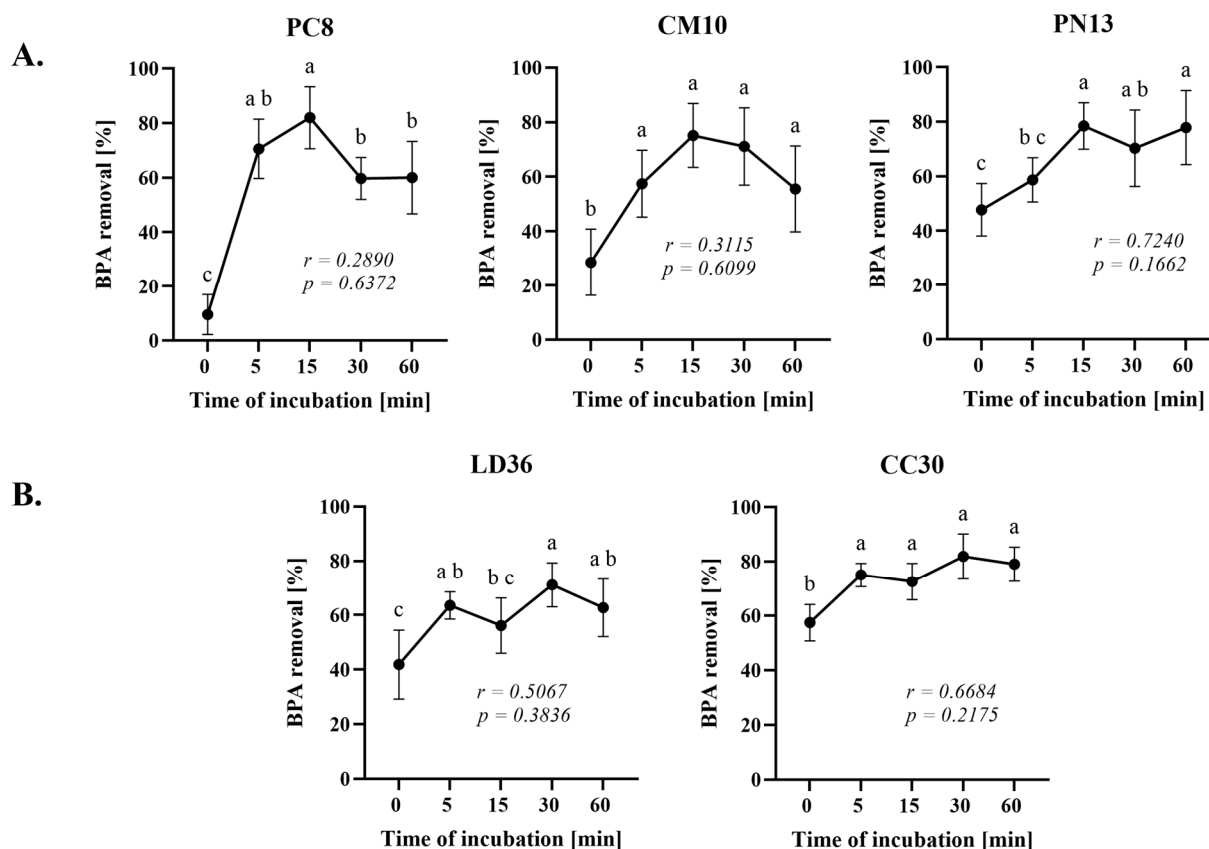 A.
PC8
BPA removal [%]
100
80
60
40
20
0
c
a b
a
b
b
r = 0.2890
p = 0.6372
0 5 15 30 60
Time of incubation [min]
CM10
BPA removal [%]
100
80
60
40
20
0
b
a
a
a
a
r = 0.3115
p = 0.6099
0 5 15 30 60
Time of incubation [min]
PN13
BPA removal [%]
100
80
60
40
20
0
c
b c
a
a b
a
r = 0.7240
p = 0.1662
0 5 15 30 60
Time of incubation [min]
B.
LD36
BPA removal [%]
100
80
60
40
20
0
c
a b
b c
a
a b
r = 0.5067
p = 0.3836
0 5 15 30 60
Time of incubation [min]
CC30
BPA removal [%]
100
80
60
40
20
0
b
a
a
a
a
r = 0.6684
p = 0.2175
0 5 15 30 60
Time of incubation [min]